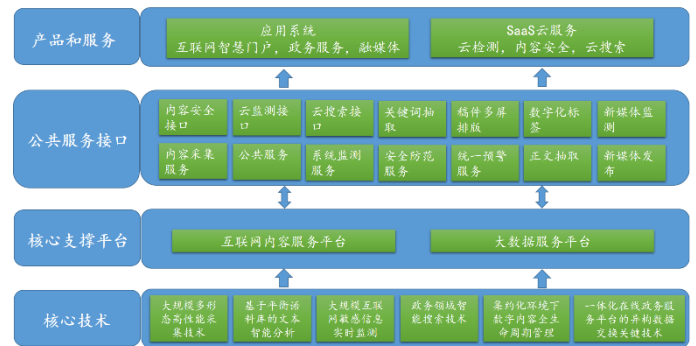 产品和服务
应用系统
互联网智慧门户，政务服务，融媒体
SaaS云服务
云检测，内容安全，云搜索
公共服务接口
内容安全
接口
云监测接
口
云搜索接
口
关键词抽
取
稿件多屏
排版
数字化标
签
新媒体监
测
内容采集
服务
公共服务
系统监测
服务
安全防范
服务
统一预警
服务
正文抽取
新媒体发
布
核心支撑平台
互联网内容服务平台
大数据服务平台
核心技术
大规模多形
态高性能采
集技术
基于平衡语
料库的文本
智能分析
大规模互联
网敏感信息
实时监测
政务领域智
能搜索技术
集约化环境下
数字内容全生
命周期管理
一体化在线政务服
务平台的异构数据
交换关键技术